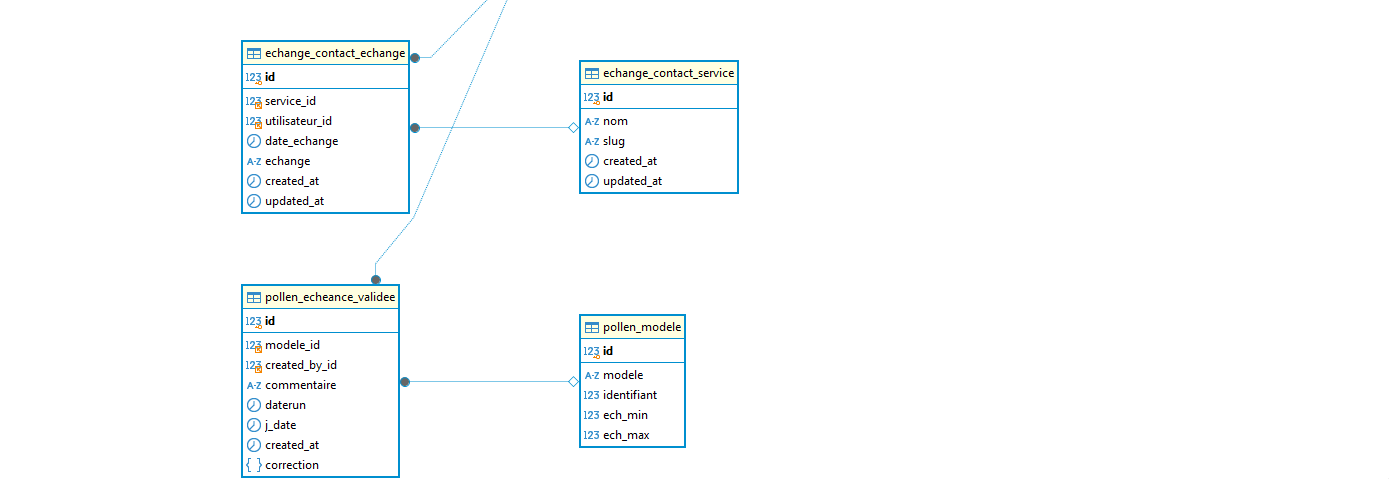 echange_contact_echange
123 id
123 service_id
123 utilisateur_id
date_echange
A-Z echange
created_at
updated_at
echange_contact_service
123 id
A-Z nom
A-Z slug
created_at
updated_at
pollen_echeance_validee
123 id
123 modele_id
123 created_by_id
A-Z commentaire
daterun
j_date
created_at
{ } correction
pollen_modele
123 id
A-Z modele
123 identifiant
123 ech_min
123 ech_max